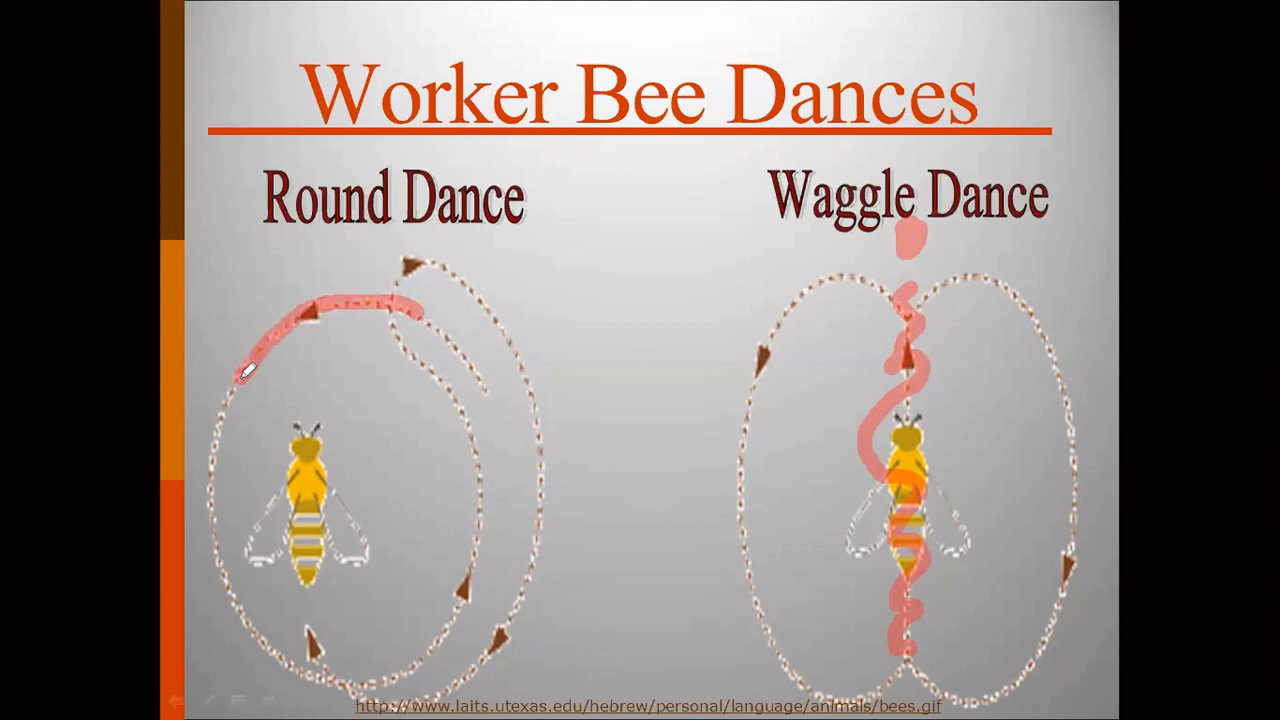 Worker Bee Dances
Round Dance
Waggle Dance
http://www.laits.utexas.edu/hebrew/personal/language/animals/bees.gif